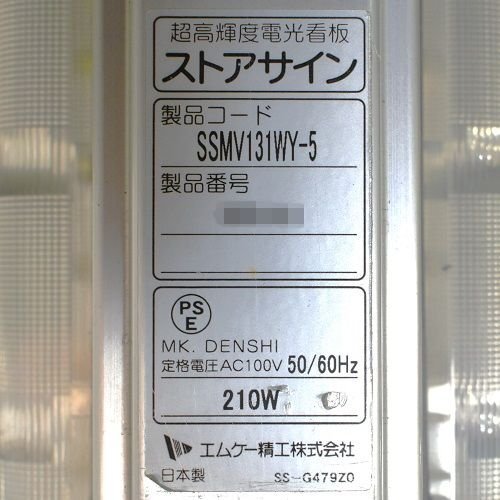 超高輝度電光看板
ストアサイン
製品コード
SSMV131WY-5
製品番号
PS
E
MK. DENSHI
定格電圧AC100V 50/60Hz
210W
エムケー精工株式会社
日本製 SS-G479Z0